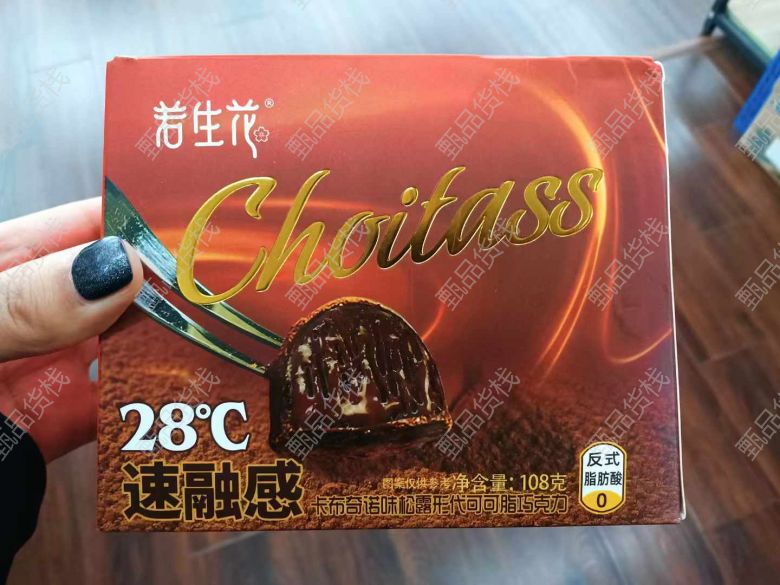 若生花®
Choitass
28℃
速融感
图案仅供参考 净含量:108克
卡布奇诺味松露形代可可脂巧克力
反式
脂肪酸
0
甄品货栈